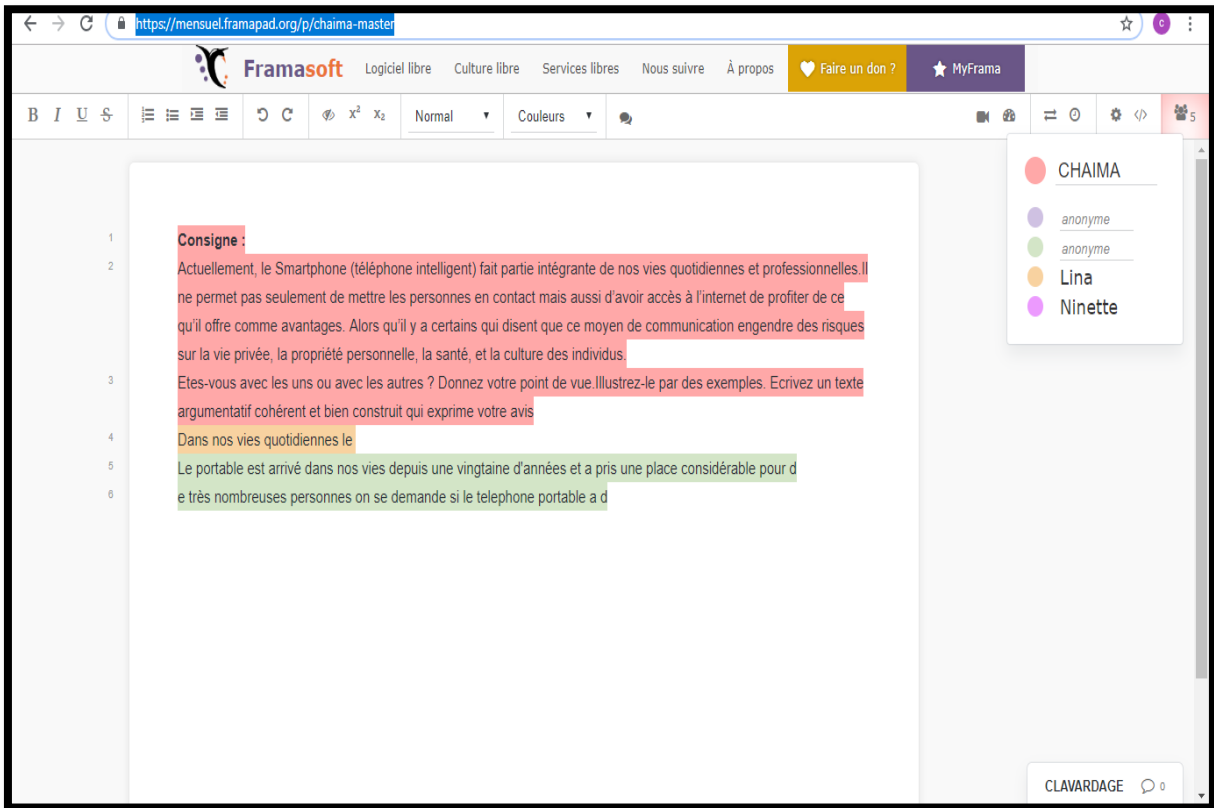 https://mensuel.framapad.org/p/chaima-master
c
Framasoft Logiciel libre Culture libre Services libres Nous suivre À propos Faire un don ? MyFrama
B I U S X² X₂ Normal Couleurs 5
CHAIMA
anonyme
anonyme
Lina
Ninette
1 Consigne :
2 Actuellement, le Smartphone (téléphone intelligent) fait partie intégrante de nos vies quotidiennes et professionnelles.Il
ne permet pas seulement de mettre les personnes en contact mais aussi d'avoir accès à l'internet de profiter de ce
qu'il offre comme avantages. Alors qu'il y a certains qui disent que ce moyen de communication engendre des risques
sur la vie privée, la propriété personnelle, la santé, et la culture des individus.
3 Etes-vous avec les uns ou avec les autres ? Donnez votre point de vue.Illustrez-le par des exemples. Ecrivez un texte
argumentatif cohérent et bien construit qui exprime votre avis
4 Dans nos vies quotidiennes le
5 Le portable est arrivé dans nos vies depuis une vingtaine d'années et a pris une place considérable pour d
6 e très nombreuses personnes on se demande si le telephone portable a d
CLAVARDAGE 0